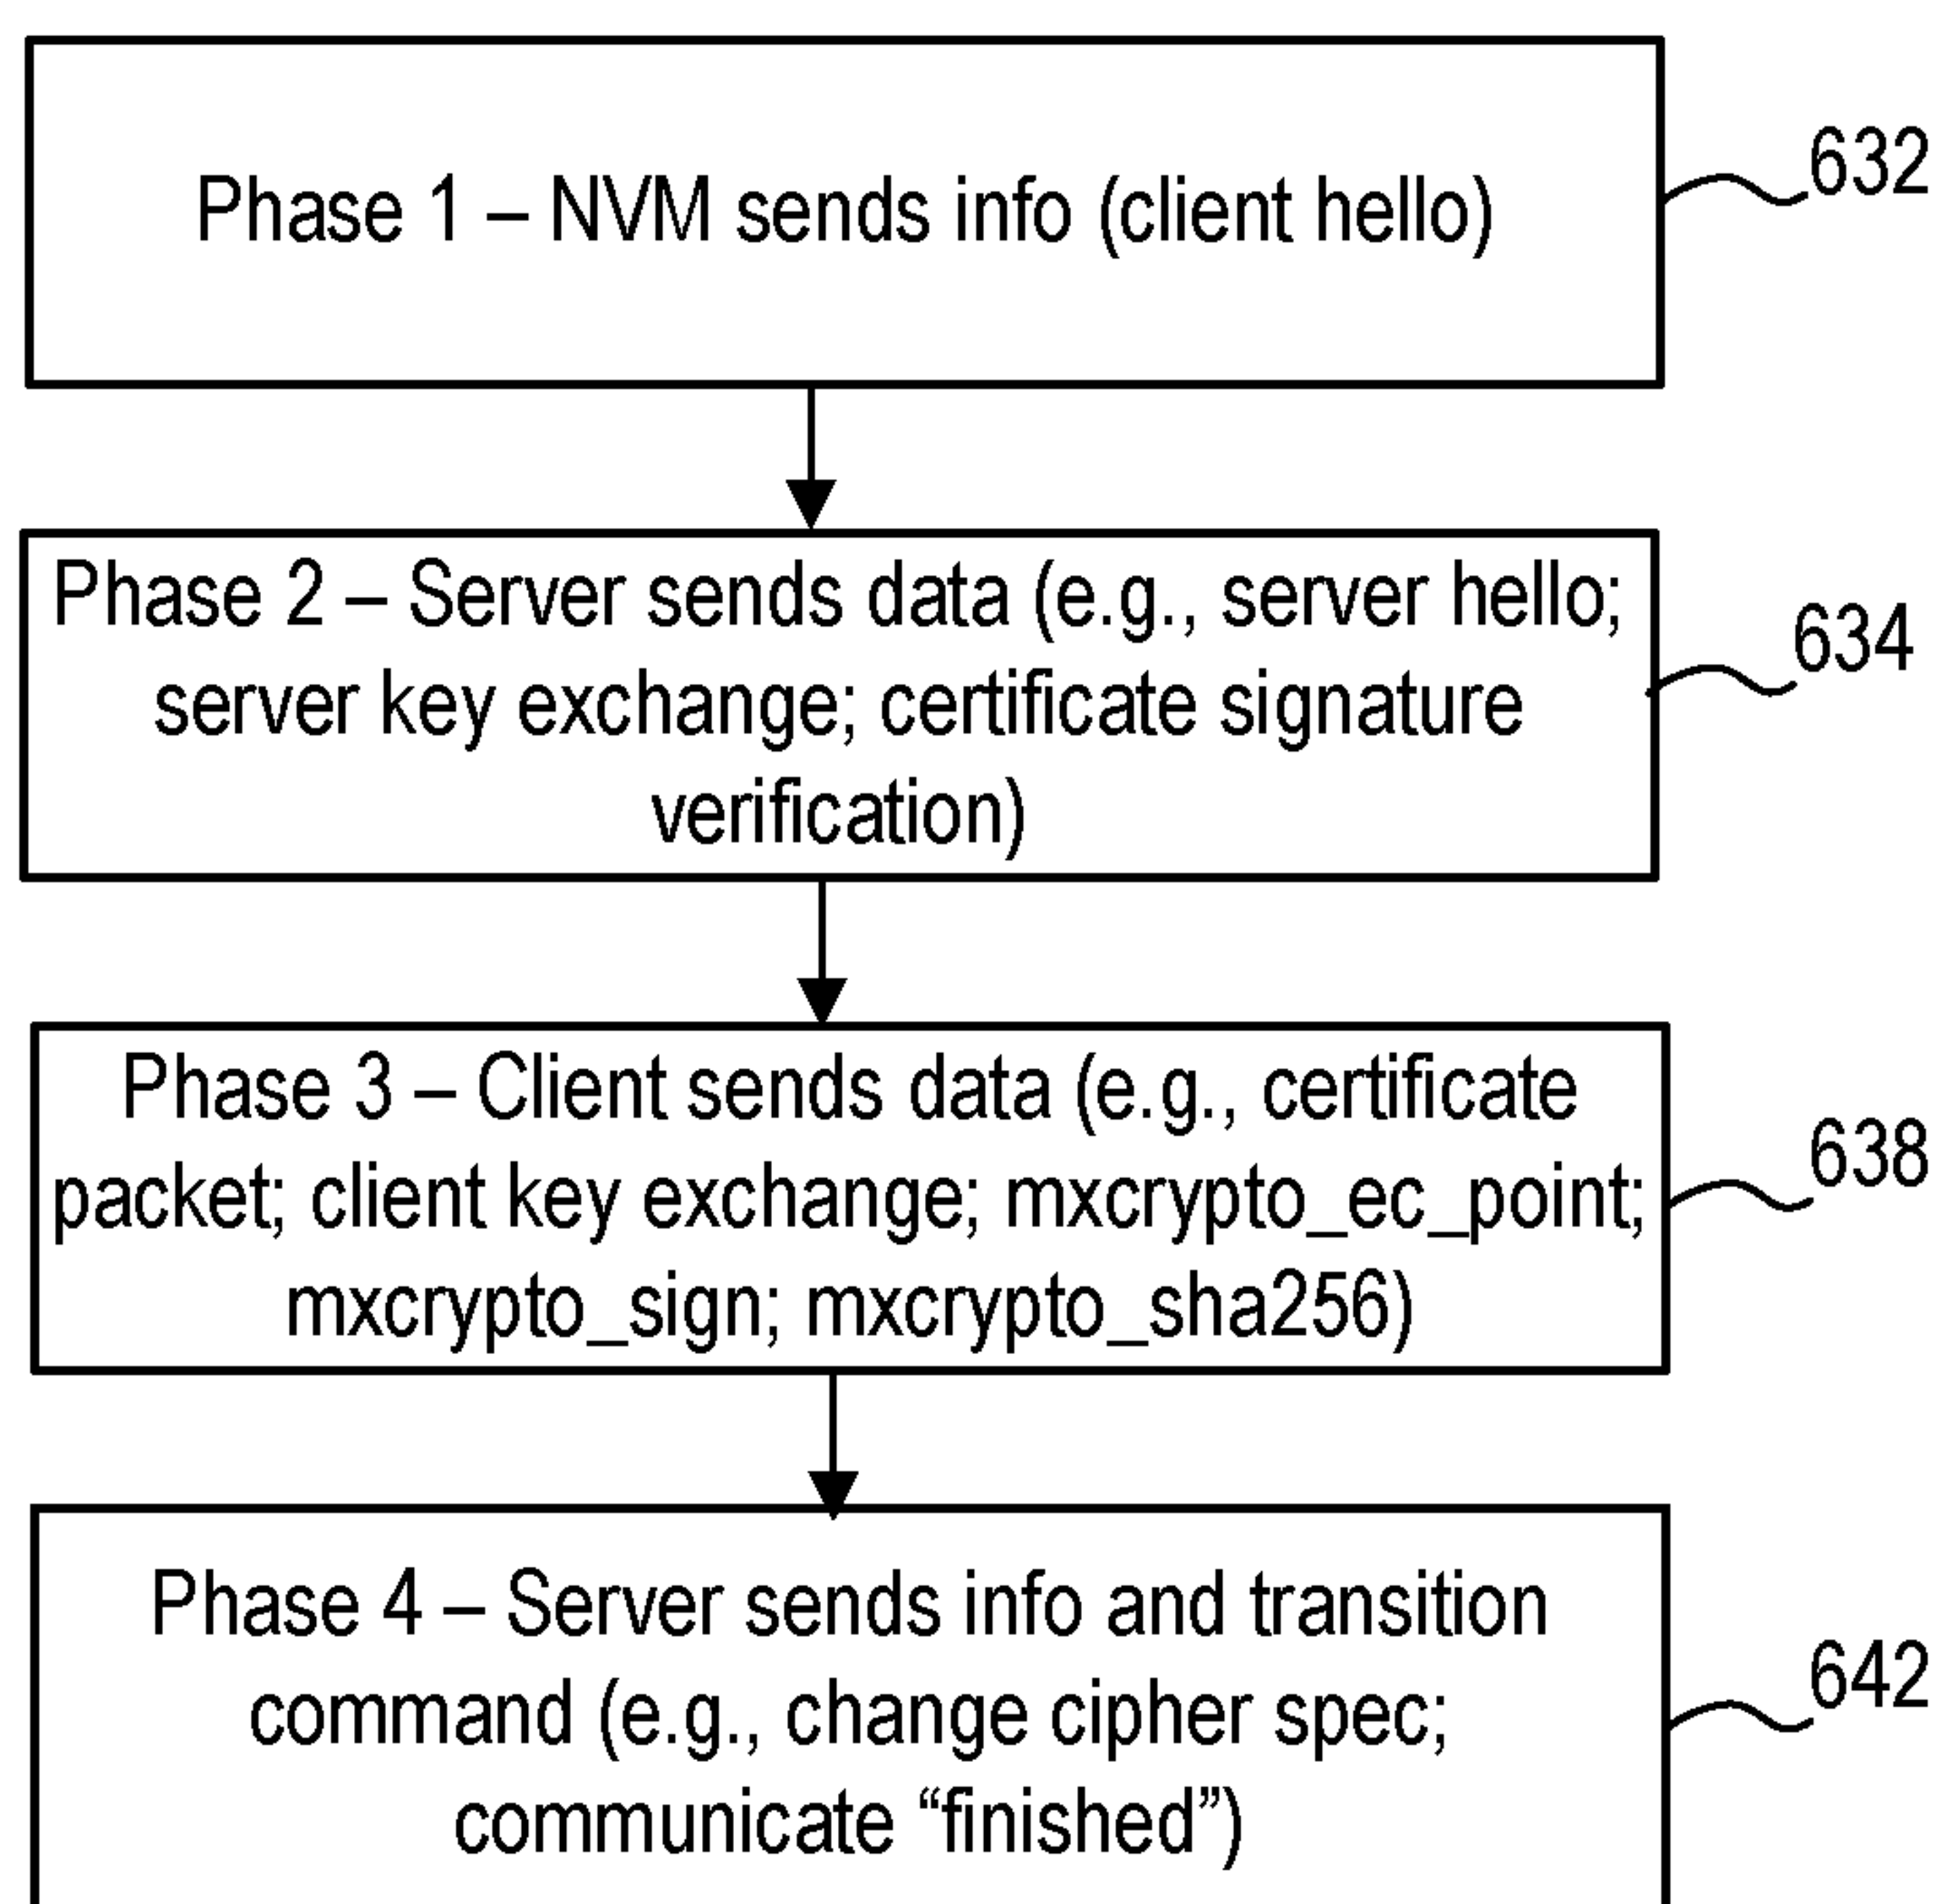 Phase 1 – NVM sends info (client hello)
632
Phase 2 – Server sends data (e.g., server hello;
server key exchange; certificate signature
verification)
634
Phase 3 – Client sends data (e.g., certificate
packet; client key exchange; mxcrypto_ec_point;
mxcrypto_sign; mxcrypto_sha256)
638
Phase 4 – Server sends info and transition
command (e.g., change cipher spec;
communicate “finished”)
642